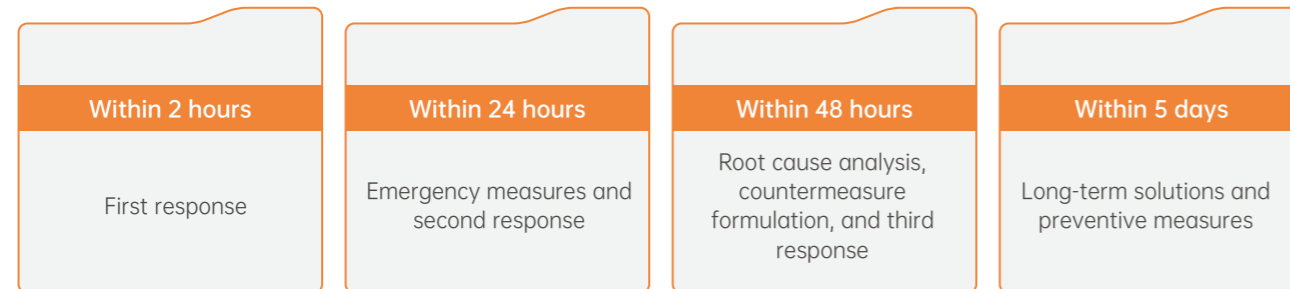 Within 2 hours
First response
Within 24 hours
Emergency measures and
second response
Within 48 hours
Root cause analysis,
countermeasure
formulation, and third
response
Within 5 days
Long-term solutions and
preventive measures